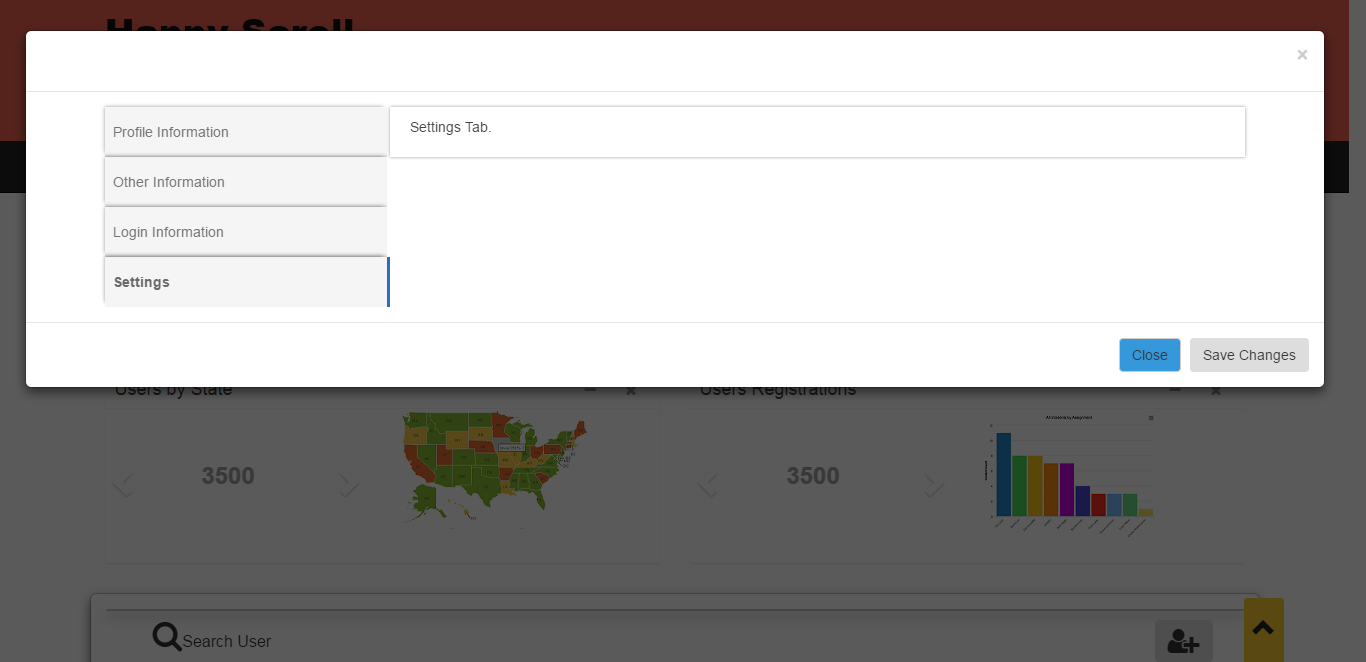 Happy Scroll
×
Profile Information
Settings Tab.
Other Information
Login Information
Settings
Close
Save Changes
Users by State
Users Registrations
3500
3500
Search User